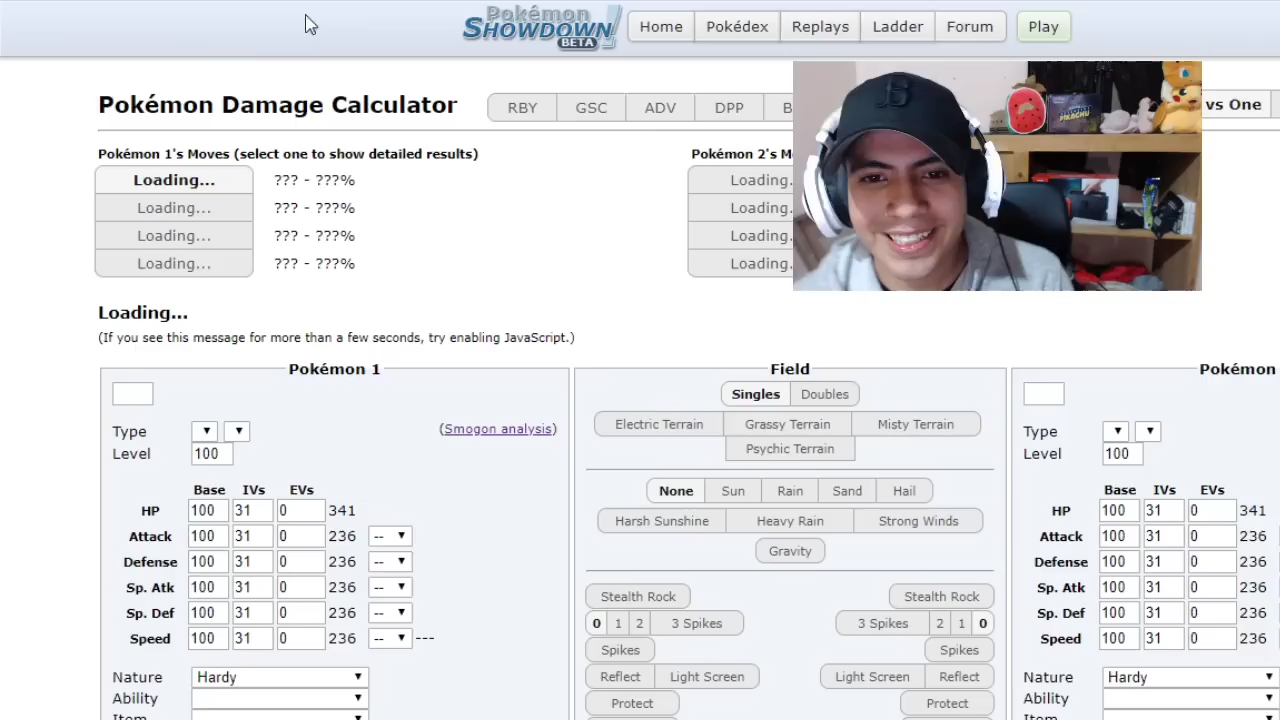 Pokémon
SHOWDOWN!
BETA
Home Pokédex Replays Ladder Forum Play
Pokémon Damage Calculator RBY GSC ADV DPP B vs One
Pokémon 1's Moves (select one to show detailed results) Pokémon 2's M
Loading... ??? - ???% Loading.
Loading... ??? - ???% Loading.
Loading... ??? - ???% Loading.
Loading... ??? - ???% Loading.
Loading...
(If you see this message for more than a few seconds, try enabling JavaScript.)
Pokémon 1
Type (Smogon analysis)
Level 100
Base IVs EVs
HP 100 31 0 341
Attack 100 31 0 236 --
Defense 100 31 0 236 --
Sp. Atk 100 31 0 236 --
Sp. Def 100 31 0 236 --
Speed 100 31 0 236 -- ---
Nature Hardy
Ability
Item
Field
Singles Doubles
Electric Terrain Grassy Terrain Misty Terrain
Psychic Terrain
None Sun Rain Sand Hail
Harsh Sunshine Heavy Rain Strong Winds
Gravity
Stealth Rock Stealth Rock
0 1 2 3 Spikes 3 Spikes 2 1 0
Spikes Spikes
Reflect Light Screen Light Screen Reflect
Protect Protect
Pokémon
Type
Level 100
Base IVs EVs
HP 100 31 0 341
Attack 100 31 0 236
Defense 100 31 0 236
Sp. Atk 100 31 0 236
Sp. Def 100 31 0 236
Speed 100 31 0 236
Nature Hardy
Ability
Item